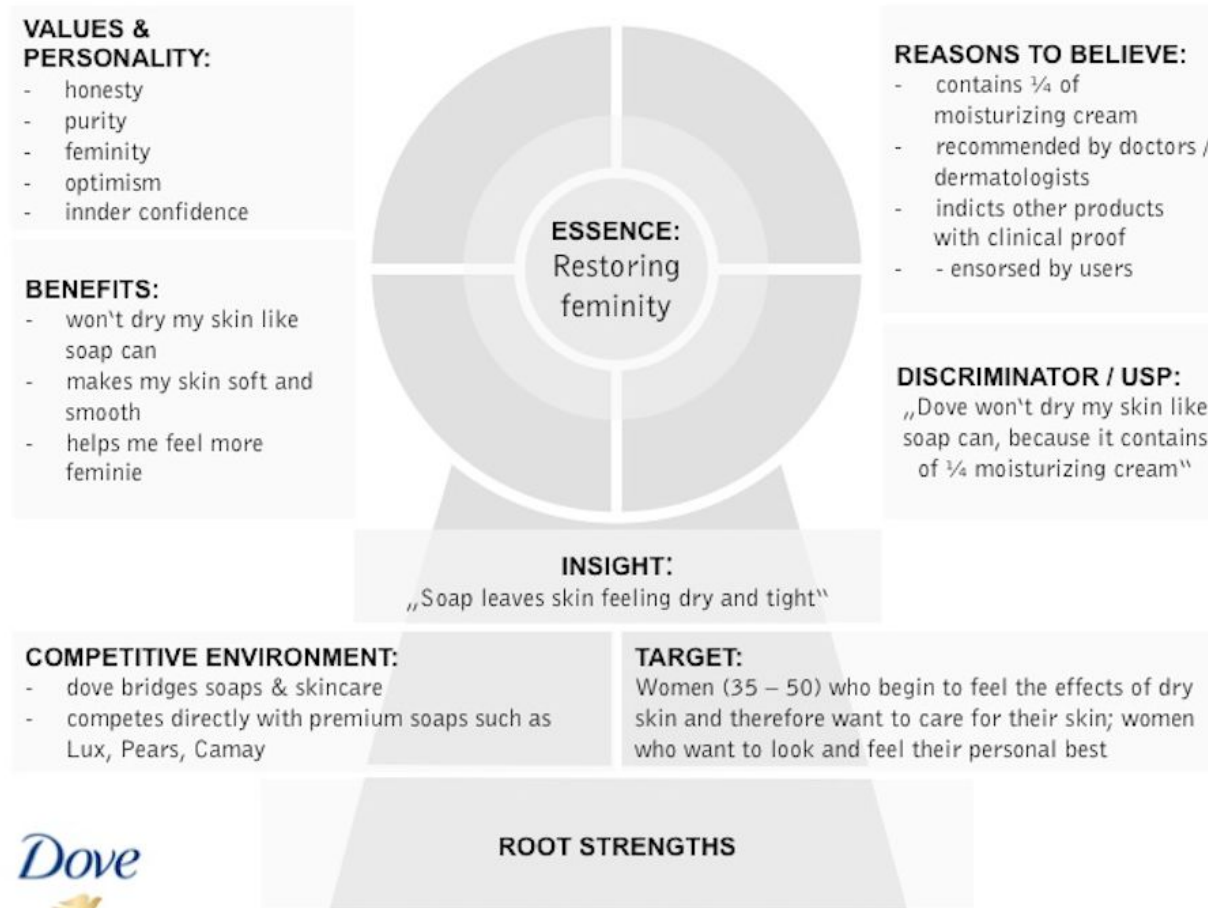 VALUES &
PERSONALITY:
- honesty
- purity
- feminity
- optimism
- innder confidence
BENEFITS:
- won't dry my skin like
soap can
- makes my skin soft and
smooth
- helps me feel more
feminie
ESSENCE:
Restoring
feminity
REASONS TO BELIEVE:
- contains ¼ of
moisturizing cream
- recommended by doctors /
dermatologists
- indicts other products
with clinical proof
- - ensorsed by users
DISCRIMINATOR / USP:
„Dove won't dry my skin like
soap can, because it contains
of ¼ moisturizing cream“
INSIGHT:
„Soap leaves skin feeling dry and tight“
COMPETITIVE ENVIRONMENT:
- dove bridges soaps & skincare
- competes directly with premium soaps such as
Lux, Pears, Camay
TARGET:
Women (35 – 50) who begin to feel the effects of dry
skin and therefore want to care for their skin; women
who want to look and feel their personal best
ROOT STRENGTHS
Dove